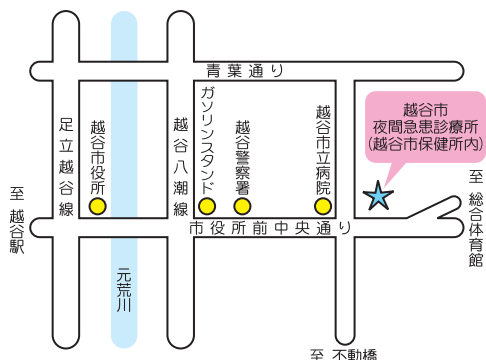 青葉通り
越谷市
夜間急患診療所
(越谷市保健所内)
足立越谷線
越谷市役所
越谷八潮線
ガソリンスタンド
越谷警察署
越谷市立病院
至 越谷駅
至 総合体育館
市役所前中央通り
元荒川
至 不動橋